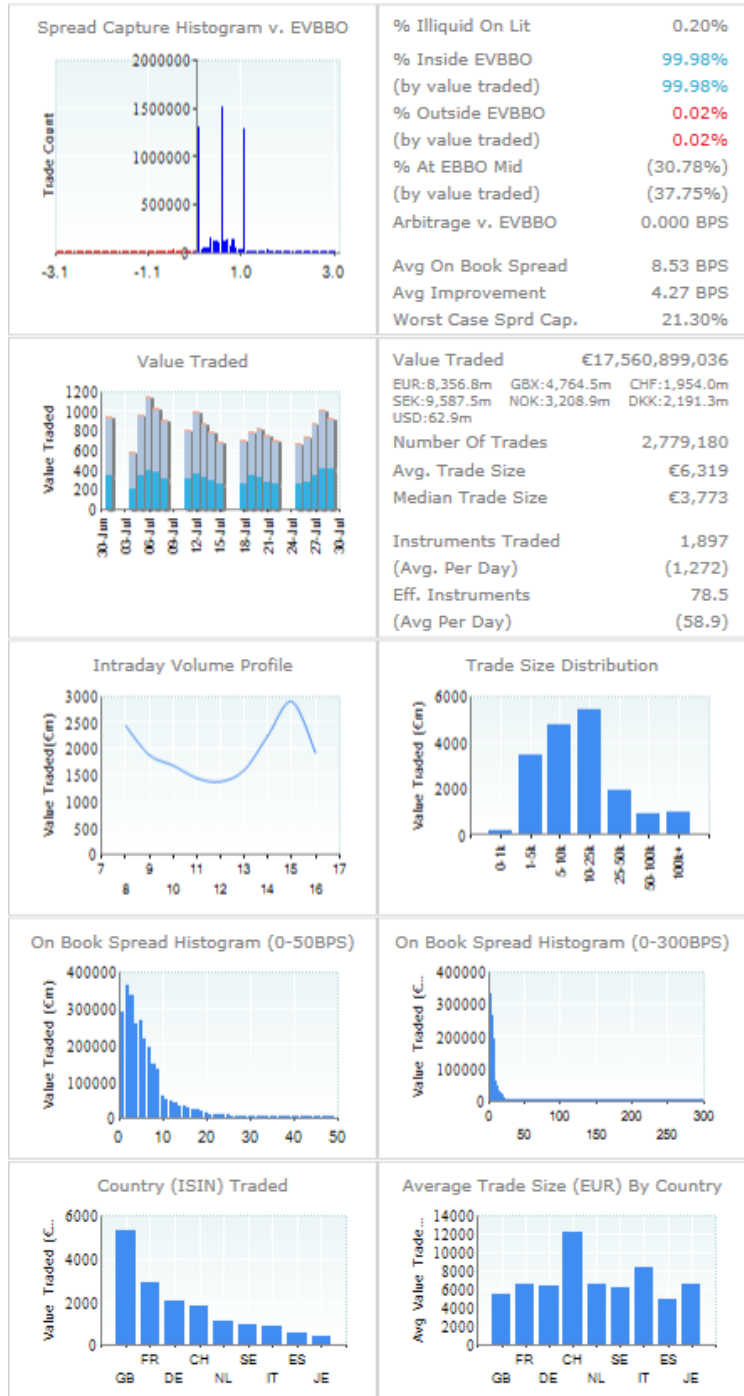 Spread Capture Histogram v. EVBBO
Trade Count
2000000
1500000
1000000
500000
0
-3.1 -1.1 1.0 3.0
% Illiquid On Lit 0.20%
% Inside EVBBO 99.98%
(by value traded) 99.98%
% Outside EVBBO 0.02%
(by value traded) 0.02%
% At EBBO Mid (30.78%)
(by value traded) (37.75%)
Arbitrage v. EVBBO 0.000 BPS
Avg On Book Spread 8.53 BPS
Avg Improvement 4.27 BPS
Worst Case Sprd Cap. 21.30%
Value Traded
Value Traded
1200
1000
800
600
400
200
0
30-Jun 03-Jul 06-Jul 09-Jul 12-Jul 15-Jul 18-Jul 21-Jul 24-Jul 27-Jul 30-Jul
Value Traded €17,560,899,036
EUR:8,356.8m GBX:4,764.5m CHF:1,954.0m
SEK:9,587.5m NOK:3,208.9m DKK:2,191.3m
USD:62.9m
Number Of Trades 2,779,180
Avg. Trade Size €6,319
Median Trade Size €3,773
Instruments Traded 1,897
(Avg. Per Day) (1,272)
Eff. Instruments 78.5
(Avg Per Day) (58.9)
Intraday Volume Profile
Value Traded(€m)
3000
2500
2000
1500
1000
500
0
7 9 11 13 15 17
8 10 12 14 16
Trade Size Distribution
Value Traded (€m)
6000
4000
2000
0
0-1k 1-5k 5-10k 10-25k 25-50k 50-100k 100k+
On Book Spread Histogram (0-50BPS)
Value Traded (€m)
400000
300000
200000
100000
0
0 10 20 30 40 50
On Book Spread Histogram (0-300BPS)
Value Traded (€...
400000
300000
200000
100000
0
0 100 200 300
50 150 250
Country (ISIN) Traded
Value Traded (€...
6000
4000
2000
0
FR CH SE ES
GB DE NL IT JE
Average Trade Size (EUR) By Country
Avg Value Trade...
14000
12000
10000
8000
6000
4000
2000
0
FR CH SE ES
GB DE NL IT JE